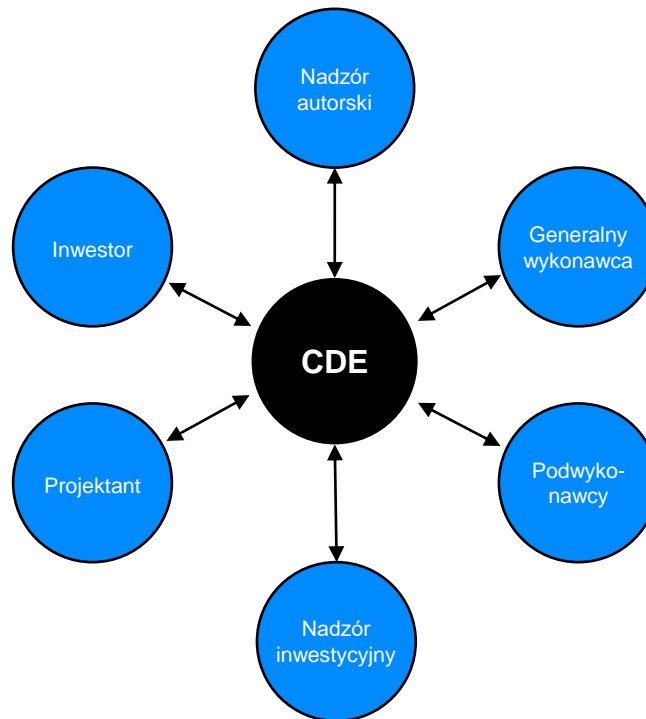 Nadzór
autorski
Inwestor
Generalny
wykonawca
CDE
Projektant
Podwyko-
nawcy
Nadzór
inwestycyjny